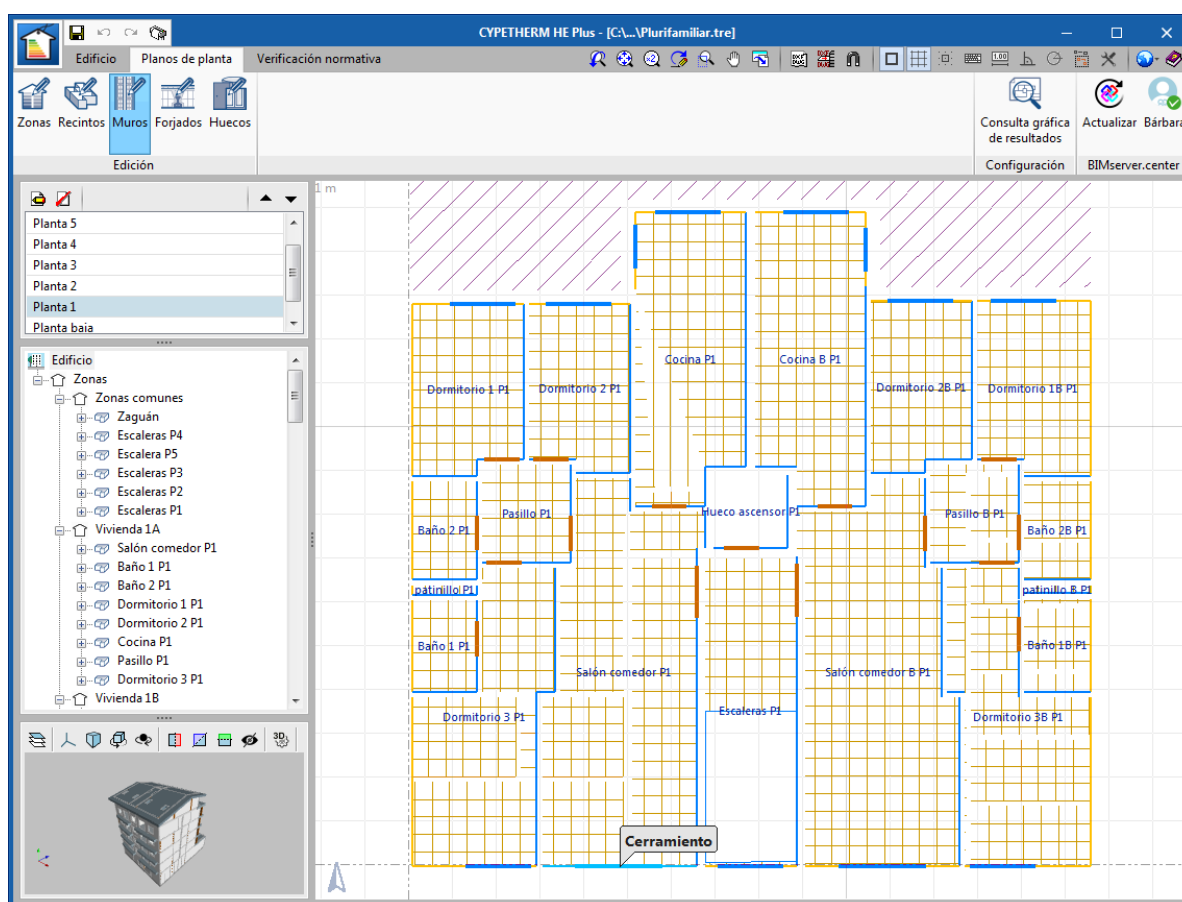 CYPETHERM HE Plus - [C:\...\Plurifamiliar.tre]
Edificio
Planos de planta
Verificación normativa
Zonas
Recintos
Muros
Forjados
Huecos
Consulta gráfica
de resultados
Actualizar
Bárbara
Edición
Configuración
BIMserver.center
Planta 5
Planta 4
Planta 3
Planta 2
Planta 1
Planta baja
Edificio
Zonas
Zonas comunes
Zaguán
Escaleras P4
Escalera P5
Escaleras P3
Escaleras P2
Escaleras P1
Vivienda 1A
Salón comedor P1
Baño 1 P1
Baño 2 P1
Dormitorio 1 P1
Dormitorio 2 P1
Cocina P1
Pasillo P1
Dormitorio 3 P1
Vivienda 1B
3D
1 m
Cocina P1
Cocina B P1
Dormitorio 1 P1
Dormitorio 2 P1
Dormitorio 2B P1
Dormitorio 1B P1
Pasillo P1
Hueco ascensor P1
Pasillo B P1
Baño 2 P1
Baño 2B P1
patinillo P1
patinillo B P1
Baño 1 P1
Baño 1B P1
Salón comedor P1
Salón comedor B P1
Dormitorio 3 P1
Escaleras P1
Dormitorio 3B P1
Cerramiento